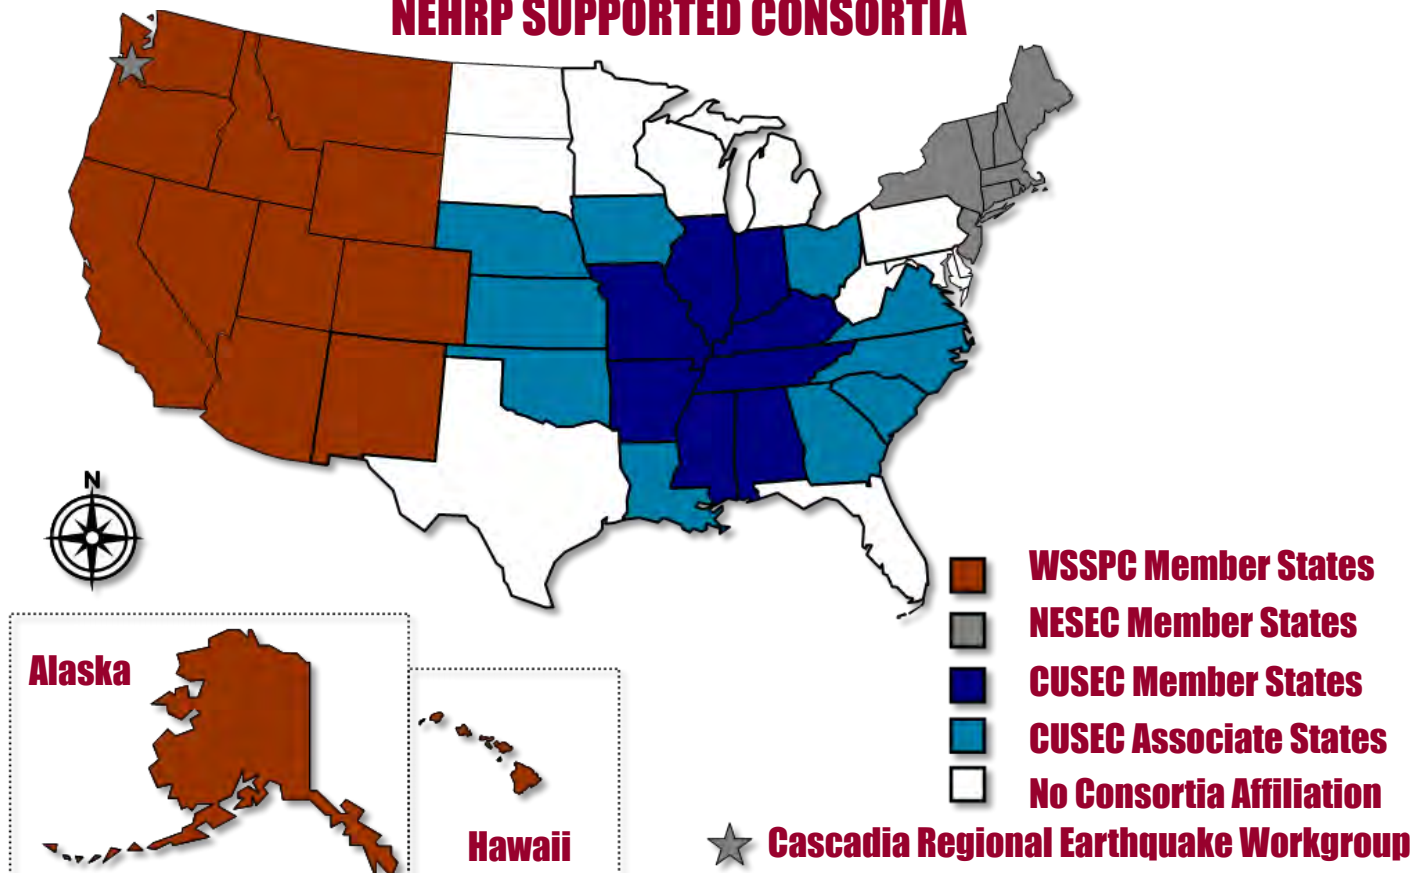 NEHRP SUPPORTED CONSORTIA
N
WSSPC Member States
NESEC Member States
CUSEC Member States
CUSEC Associate States
No Consortia Affiliation
Cascadia Regional Earthquake Workgroup
Alaska
Hawaii